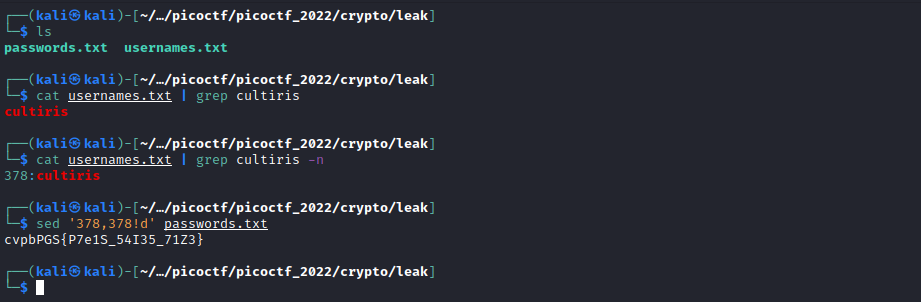 ┌──(kali㉿kali)-[~/…/picoctf/picoctf_2022/crypto/leak]
└─$ ls
passwords.txt  usernames.txt
┌──(kali㉿kali)-[~/…/picoctf/picoctf_2022/crypto/leak]
└─$ cat usernames.txt | grep cultiris
cultiris
┌──(kali㉿kali)-[~/…/picoctf/picoctf_2022/crypto/leak]
└─$ cat usernames.txt | grep cultiris -n
378:cultiris
┌──(kali㉿kali)-[~/…/picoctf/picoctf_2022/crypto/leak]
└─$ sed '378,378!d' passwords.txt
cvpbPGS{P7e1S_54I35_71Z3}
┌──(kali㉿kali)-[~/…/picoctf/picoctf_2022/crypto/leak]
└─$